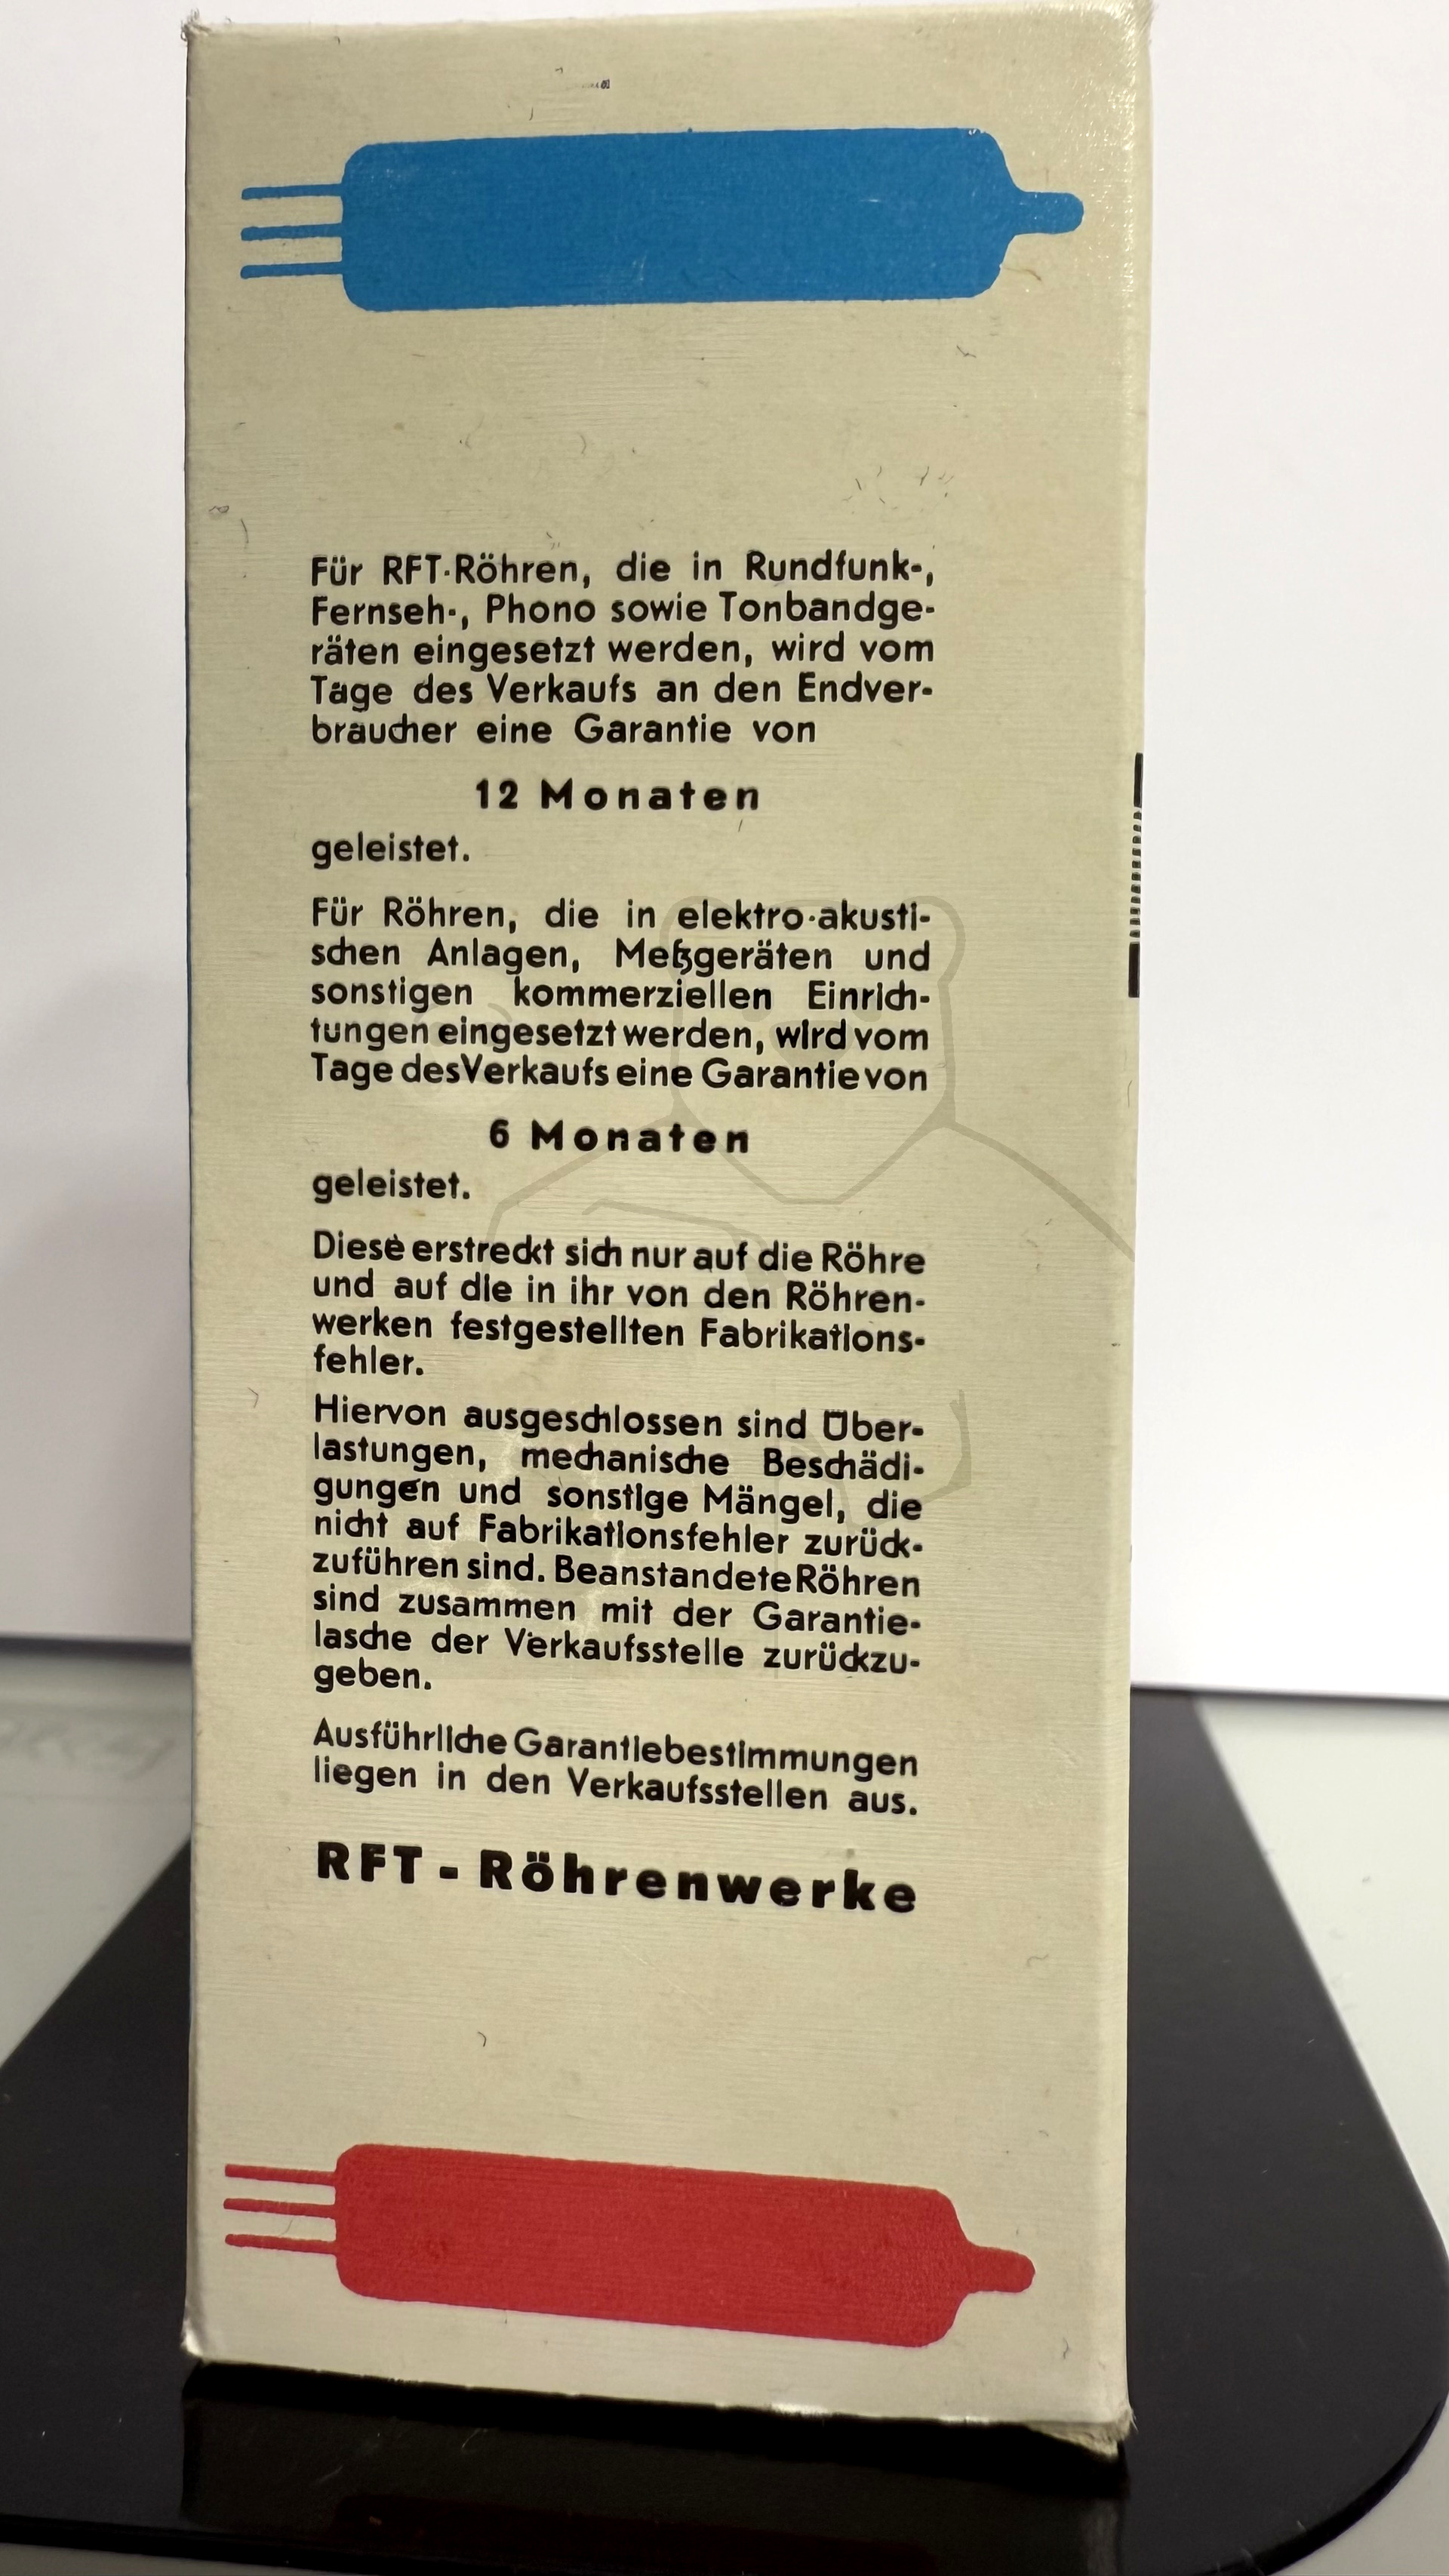 Für RFT-Röhren, die in Rundfunk-,
Fernseh-, Phono sowie Tonbandge-
räten eingesetzt werden, wird vom
Tage des Verkaufs an den Endver-
braucher eine Garantie von
12 Monaten
geleistet.
Für Röhren, die in elektro-akusti-
schen Anlagen, Meßgeräten und
sonstigen kommerziellen Einrich-
tungen eingesetzt werden, wird vom
Tage des Verkaufs eine Garantie von
6 Monaten
geleistet.
Diese erstreckt sich nur auf die Röhre
und auf die in ihr von den Röhren-
werken festgestellten Fabrikations-
fehler.
Hiervon ausgeschlossen sind Über-
lastungen, mechanische Beschädi-
gungen und sonstige Mängel, die
nicht auf Fabrikationsfehler zurück-
zuführen sind. Beanstandete Röhren
sind zusammen mit der Garantie-
lasche der Verkaufsstelle zurückzu-
geben.
Ausführliche Garantiebestimmungen
liegen in den Verkaufsstellen aus.
RFT - Röhrenwerke